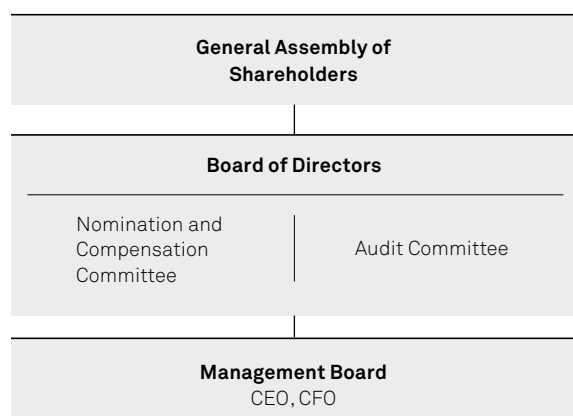 General Assembly of
Shareholders
Board of Directors
Nomination and
Compensation
Committee
Audit Committee
Management Board
CEO, CFO